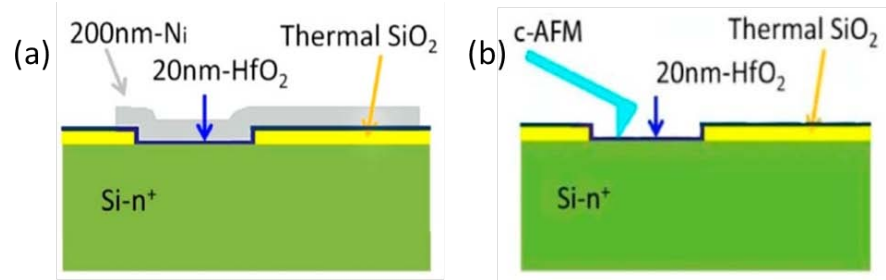 (a)
200nm-Ni
Thermal SiO₂
20nm-HfO₂
Si-n⁺
(b)
c-AFM
Thermal SiO₂
20nm-HfO₂
Si-n⁺